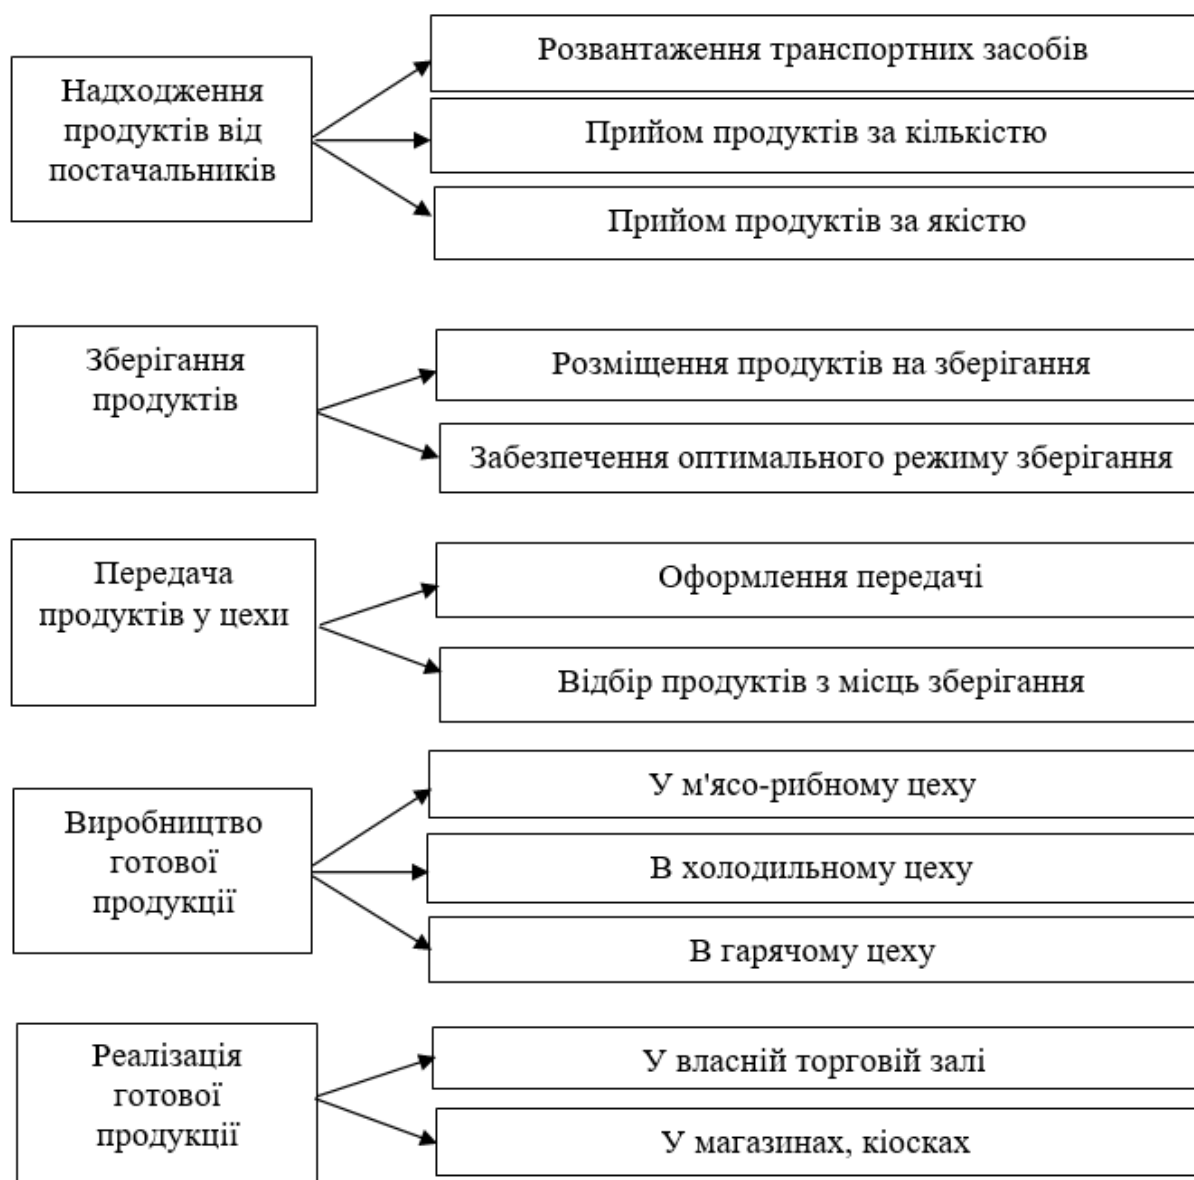 Надходження
продуктів від
постачальників
Розвантаження транспортних засобів
Прийом продуктів за кількістю
Прийом продуктів за якістю
Зберігання
продуктів
Розміщення продуктів на зберігання
Забезпечення оптимального режиму зберігання
Передача
продуктів у цехи
Оформлення передачі
Відбір продуктів з місць зберігання
Виробництво
готової
продукції
У м'ясо-рибному цеху
В холодильному цеху
В гарячому цеху
Реалізація
готової
продукції
У власній торговій залі
У магазинах, кіосках